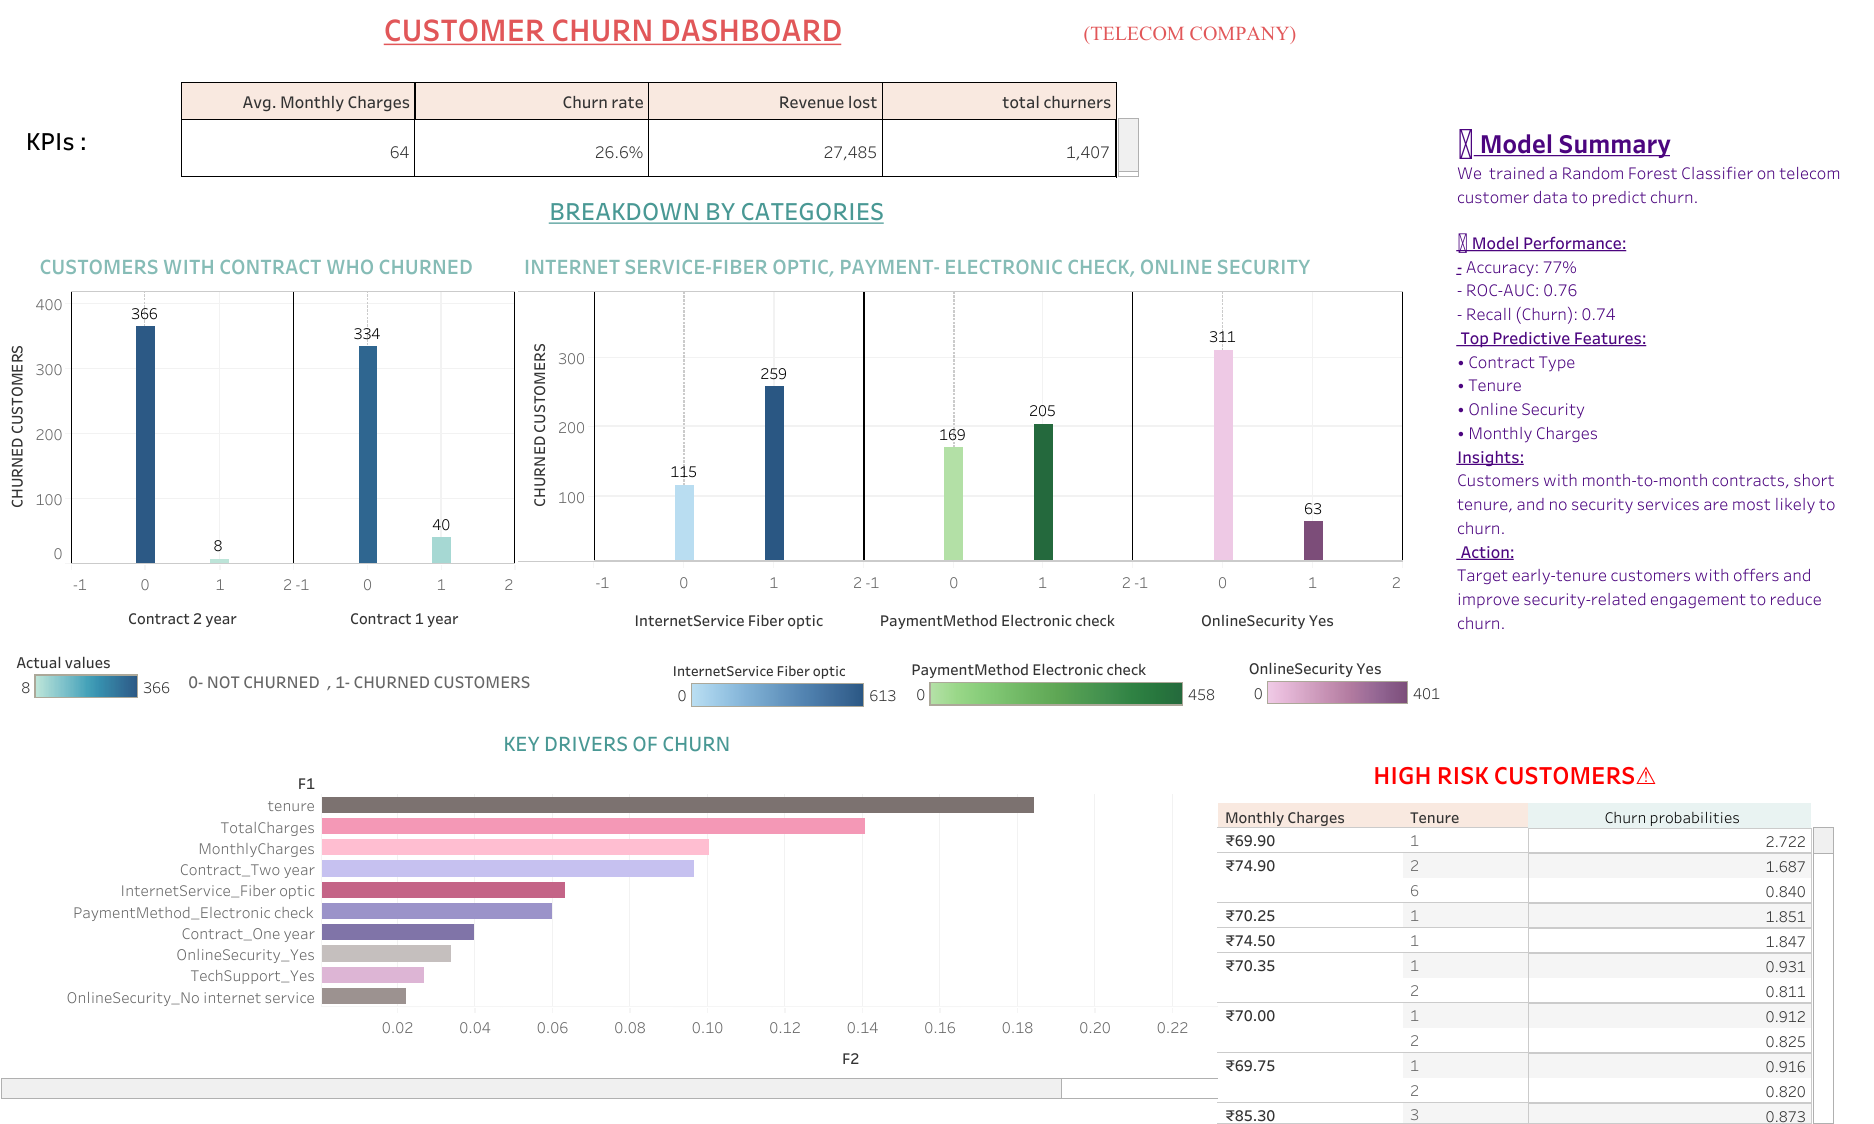 CUSTOMER CHURN DASHBOARD
(TELECOM COMPANY)
KPIs :
Avg. Monthly Charges Churn rate Revenue lost total churners
64 26.6% 27,485 1,407
BREAKDOWN BY CATEGORIES
CUSTOMERS WITH CONTRACT WHO CHURNED
CHURNED CUSTOMERS
400
300
200
100
0
366
8
334
40
-1 0 1 2 -1 0 1 2
Contract 2 year Contract 1 year
INTERNET SERVICE-FIBER OPTIC, PAYMENT- ELECTRONIC CHECK, ONLINE SECURITY
CHURNED CUSTOMERS
300
200
100
115
259
169
205
311
63
-1 0 1 2 -1 0 1 2 -1 0 1 2
InternetService Fiber optic PaymentMethod Electronic check OnlineSecurity Yes
Actual values
8 366
0- NOT CHURNED , 1- CHURNED CUSTOMERS
InternetService Fiber optic
0 613
PaymentMethod Electronic check
0 458
OnlineSecurity Yes
0 401
Model Summary
We trained a Random Forest Classifier on telecom
customer data to predict churn.
Model Performance:
- Accuracy: 77%
- ROC-AUC: 0.76
- Recall (Churn): 0.74
Top Predictive Features:
• Contract Type
• Tenure
• Online Security
• Monthly Charges
Insights:
Customers with month-to-month contracts, short
tenure, and no security services are most likely to
churn.
Action:
Target early-tenure customers with offers and
improve security-related engagement to reduce
churn.
KEY DRIVERS OF CHURN
F1
tenure
TotalCharges
MonthlyCharges
Contract_Two year
InternetService_Fiber optic
PaymentMethod_Electronic check
Contract_One year
OnlineSecurity_Yes
TechSupport_Yes
OnlineSecurity_No internet service
0.02 0.04 0.06 0.08 0.10 0.12 0.14 0.16 0.18 0.20 0.22
F2
HIGH RISK CUSTOMERS⚠
Monthly Charges Tenure Churn probabilities
₹69.90 1 2.722
₹74.90 2 1.687
6 0.840
₹70.25 1 1.851
₹74.50 1 1.847
₹70.35 1 0.931
2 0.811
₹70.00 1 0.912
2 0.825
₹69.75 1 0.916
2 0.820
₹85.30 3 0.873